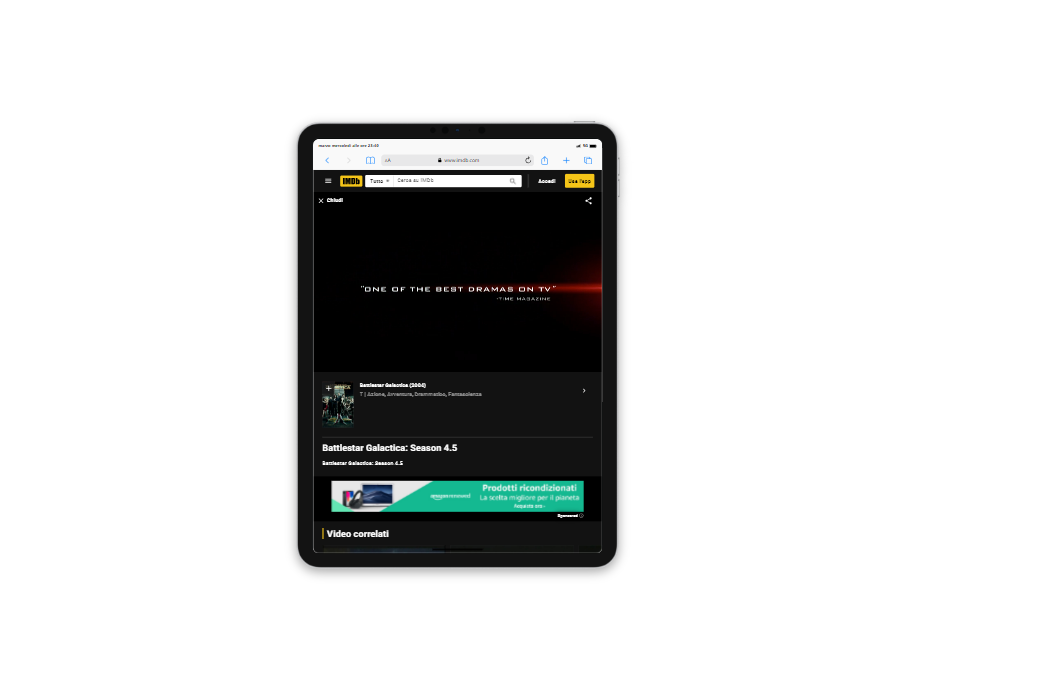 5G
AA
www.imdb.com
IMDb
Tutto
Cerca su IMDb
Accedi
Usa l'app
Chiudi
"ONE OF THE BEST DRAMAS ON TV"
-TIME MAGAZINE
Battlestar Galactica (2004)
T | Azione, Avventura, Drammatico, Fantascienza
Battlestar Galactica: Season 4.5
Battlestar Galactica: Season 4.5
Prodotti ricondizionati
amazon renewed
La scelta migliore per il pianeta
Acquista ora ›
Sponsored
Video correlati